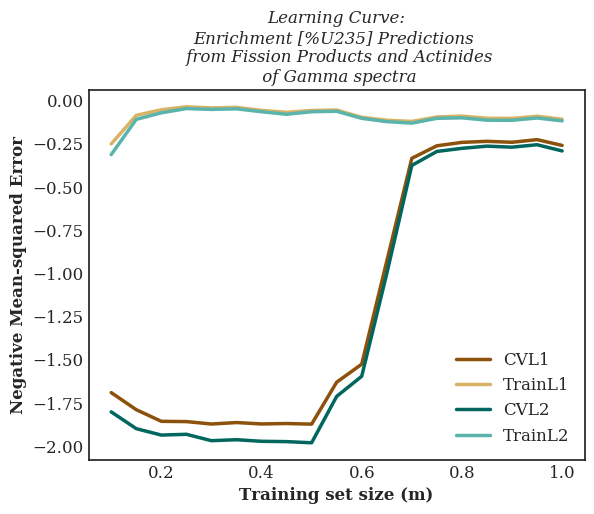 Learning Curve:
Enrichment [%U235] Predictions
from Fission Products and Actinides
of Gamma spectra
Negative Mean-squared Error
0.00
−0.25
−0.50
−0.75
−1.00
−1.25
−1.50
−1.75
−2.00
CVL1
TrainL1
CVL2
TrainL2
0.2 0.4 0.6 0.8 1.0
Training set size (m)